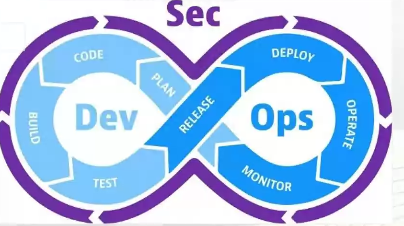 Sec
CODE
PLAN
DEPLOY
BUILD
Dev
RELEASE
Ops
OPERATE
TEST
MONITOR